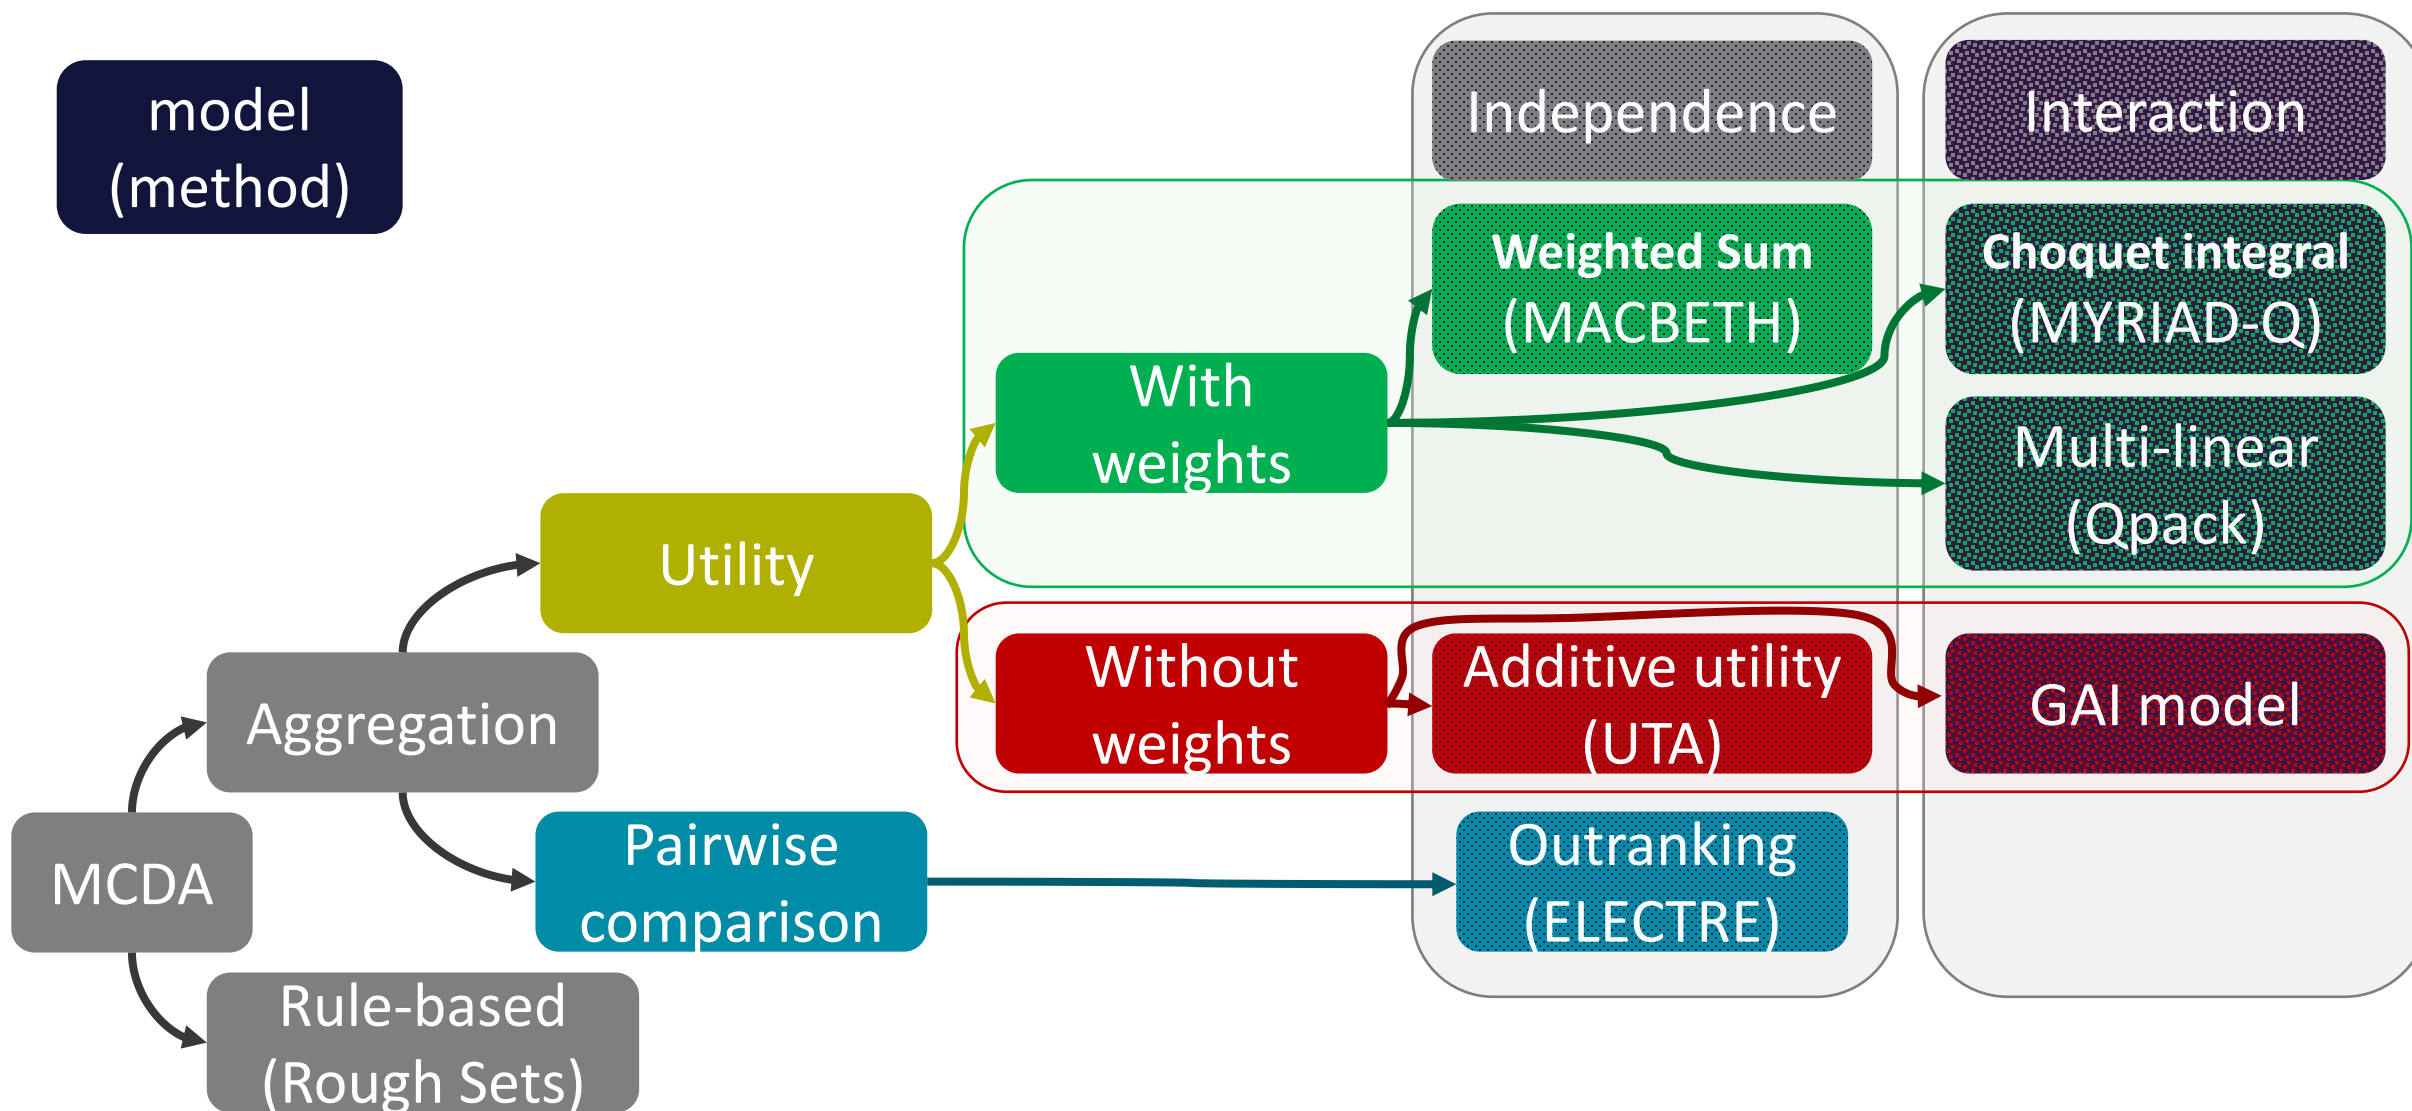 model
(method)
Independence
Interaction
Weighted Sum
(MACBETH)
Choquet integral
(MYRIAD-Q)
With
weights
Multi-linear
(Qpack)
Utility
Without
weights
Additive utility
(UTA)
GAI model
Aggregation
Pairwise
comparison
Outranking
(ELECTRE)
MCDA
Rule-based
(Rough Sets)